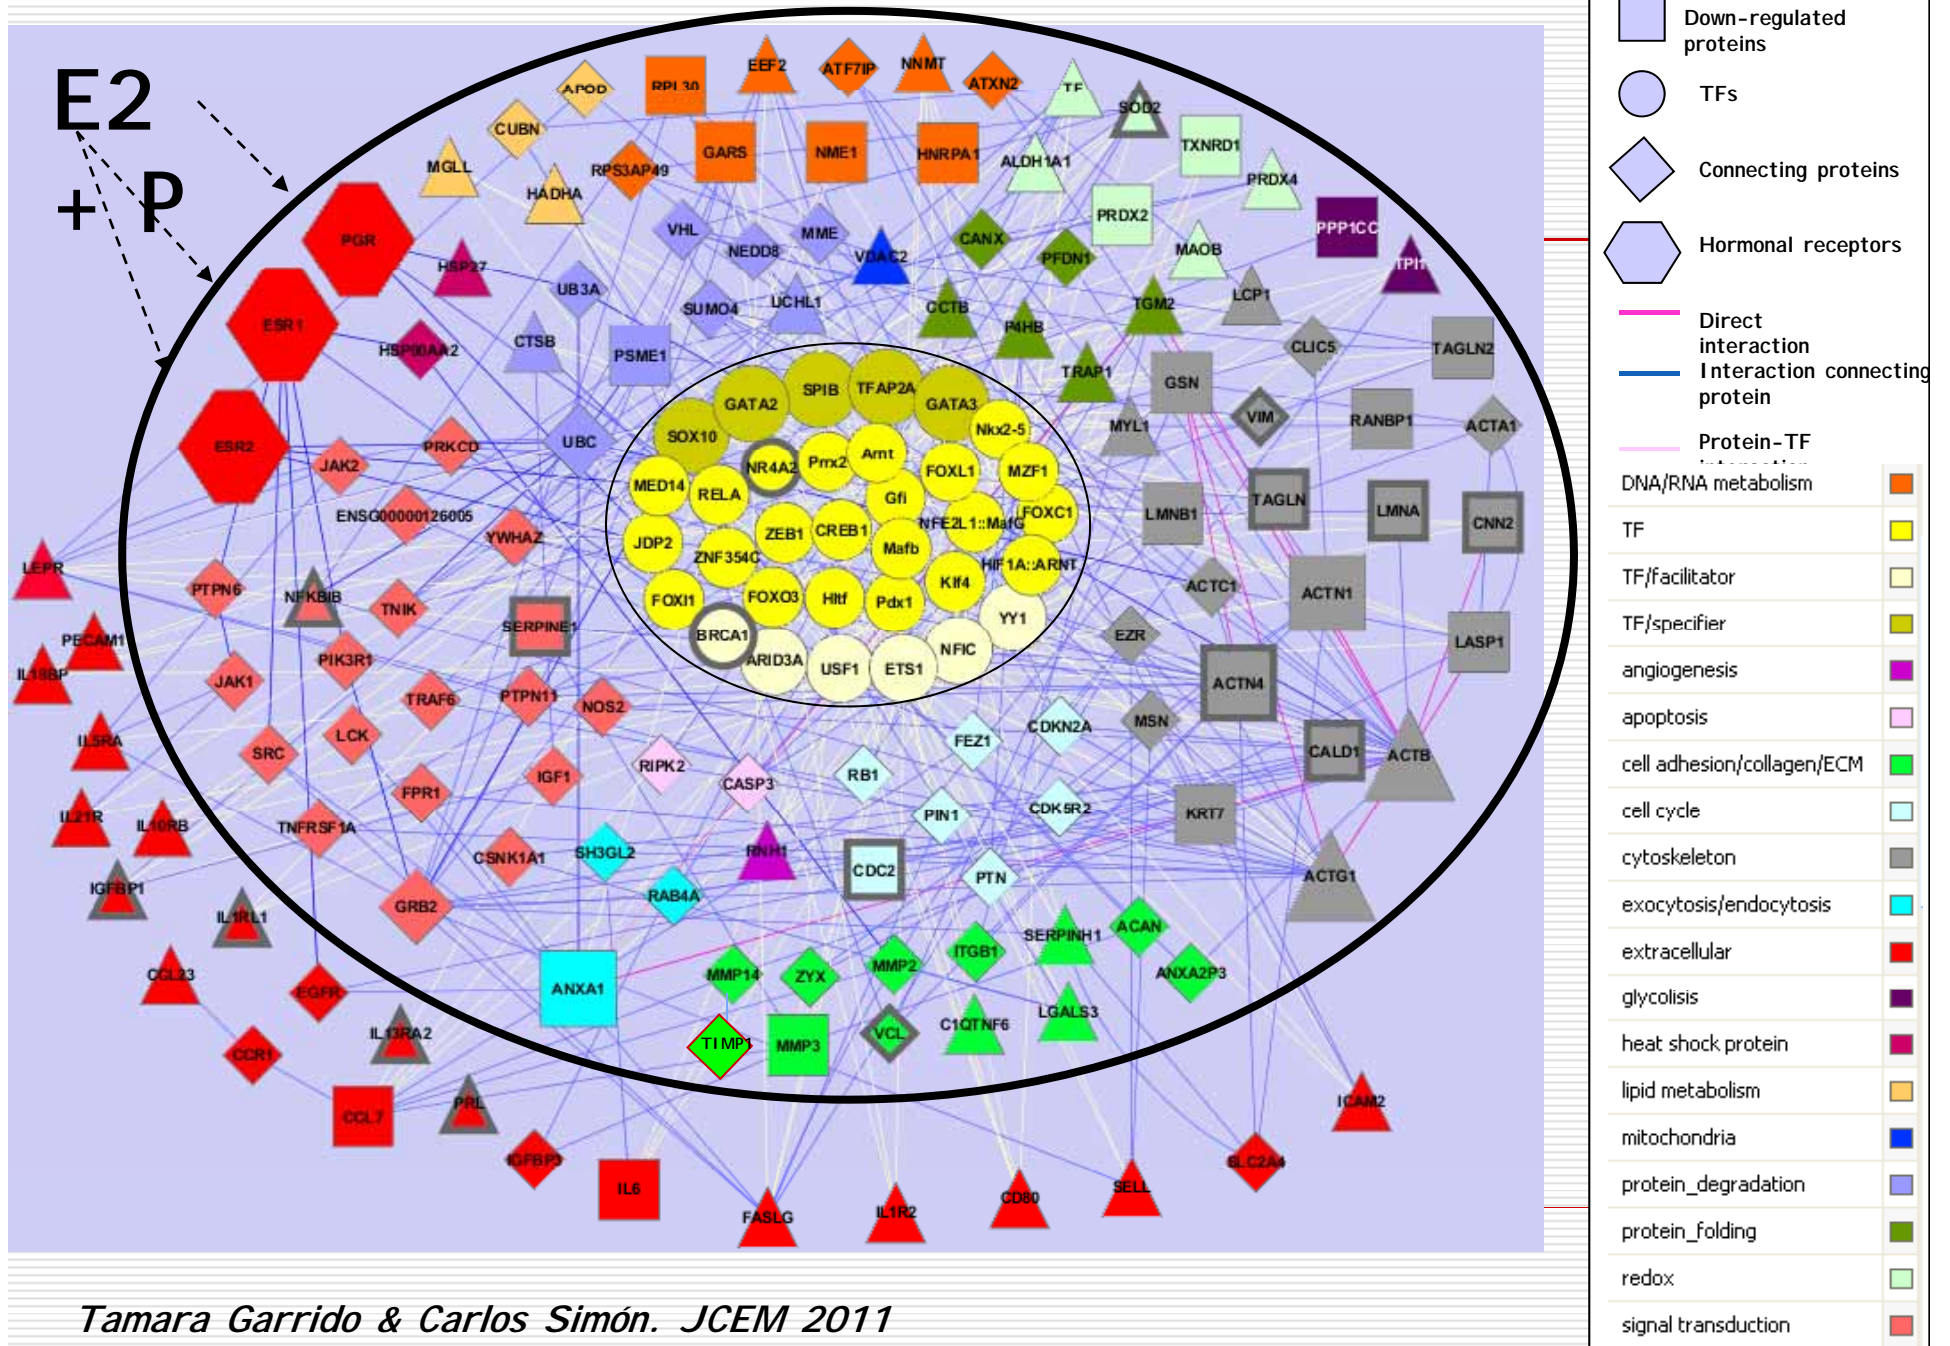 E2
+ P
EEF2
ATF7IP
NNMT
ATXN2
APOD
RPL30
TF
SOD2
CUBN
GARS
NME1
HNRPA1
TXNRD1
MGLL
HADHA
RPS3AP49
ALDH1A1
PRDX4
PGR
VHL
NEDD8
MME
VDAC2
CANX
PFDN1
PRDX2
MAOB
PPP1CC
TPI1
HSP27
UB3A
SUMO4
UCHL1
CCTB
P4HB
TGM2
LCP1
ESR1
HSP90AA2
CTSB
PSME1
TRAP1
GSN
CLIC5
TAGLN2
SPIB
TFAP2A
GATA2
GATA3
SOX10
Nkx2-5
MYL1
VIM
RANBP1
ACTA1
ESR2
JAK2
PRKCD
UBC
NR4A2
Prrx2
Arnt
FOXL1
MZF1
MED14
RELA
Gfi
NFE2L1::MafG
FOXC1
LMNB1
TAGLN
LMNA
CNN2
ENSG00000126005
YWHAZ
JDP2
ZNF354C
ZEB1
CREB1
Mafb
HIF1A::ARNT
LEPR
PTPN6
NFKBIB
TNIK
SERPINE1
FOXI1
FOXO3
Hltf
Pdx1
Klf4
YY1
ACTC1
ACTN1
EZR
LASP1
PECAM1
IL18BP
JAK1
PIK3R1
TRAF6
PTPN11
NOS2
BRCA1
ARID3A
USF1
ETS1
NFIC
ACTN4
MSN
CALD1
ACTB
IL5RA
SRC
LCK
IGF1
RIPK2
CASP3
RB1
FEZ1
CDKN2A
IL21R
IL10RB
TNFRSF1A
FPR1
CSNK1A1
SH3GL2
RNH1
PIN1
CDK5R2
KRT7
IGFBP1
IL1RL1
GRB2
RAB4A
CDC2
PTN
ACTG1
CCL23
EGFR
ANXA1
MMP14
ZYX
MMP2
ITGB1
SERPINH1
ACAN
ANXA2P3
CCR1
IL13RA2
TIMP1
MMP3
VCL
C1QTNF6
LGALS3
CCL7
PRL
IGFBP3
IL6
FASLG
IL1R2
CD80
SELL
SLC2A4
ICAM2
Tamara Garrido & Carlos Simón. JCEM 2011
Down-regulated
proteins
TFs
Connecting proteins
Hormonal receptors
Direct
interaction
Interaction connecting
protein
Protein-TF
DNA/RNA metabolism
TF
TF/facilitator
TF/specifier
angiogenesis
apoptosis
cell adhesion/collagen/ECM
cell cycle
cytoskeleton
exocytosis/endocytosis
extracellular
glycolisis
heat shock protein
lipid metabolism
mitochondria
protein_degradation
protein_folding
redox
signal transduction